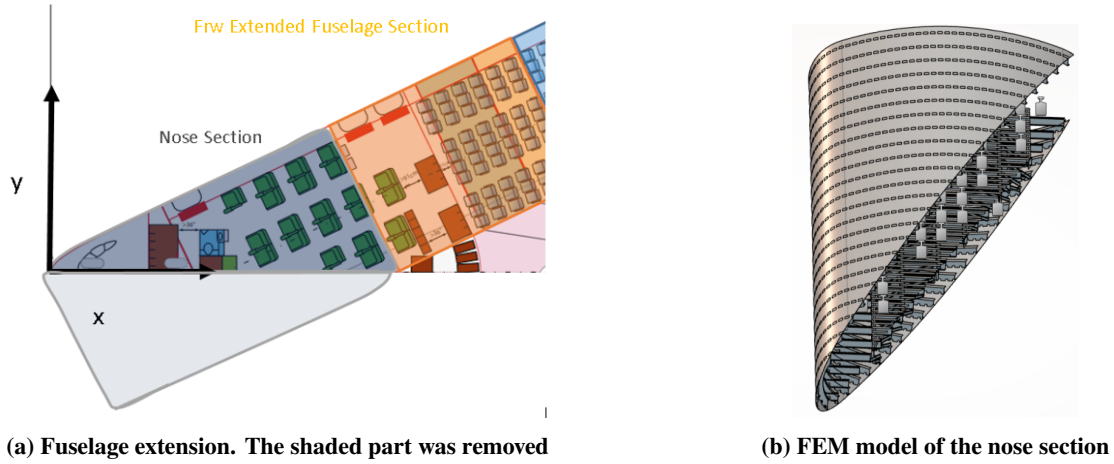 Frw Extended Fuselage Section
Nose Section
y
x
(a) Fuselage extension. The shaded part was removed
(b) FEM model of the nose section